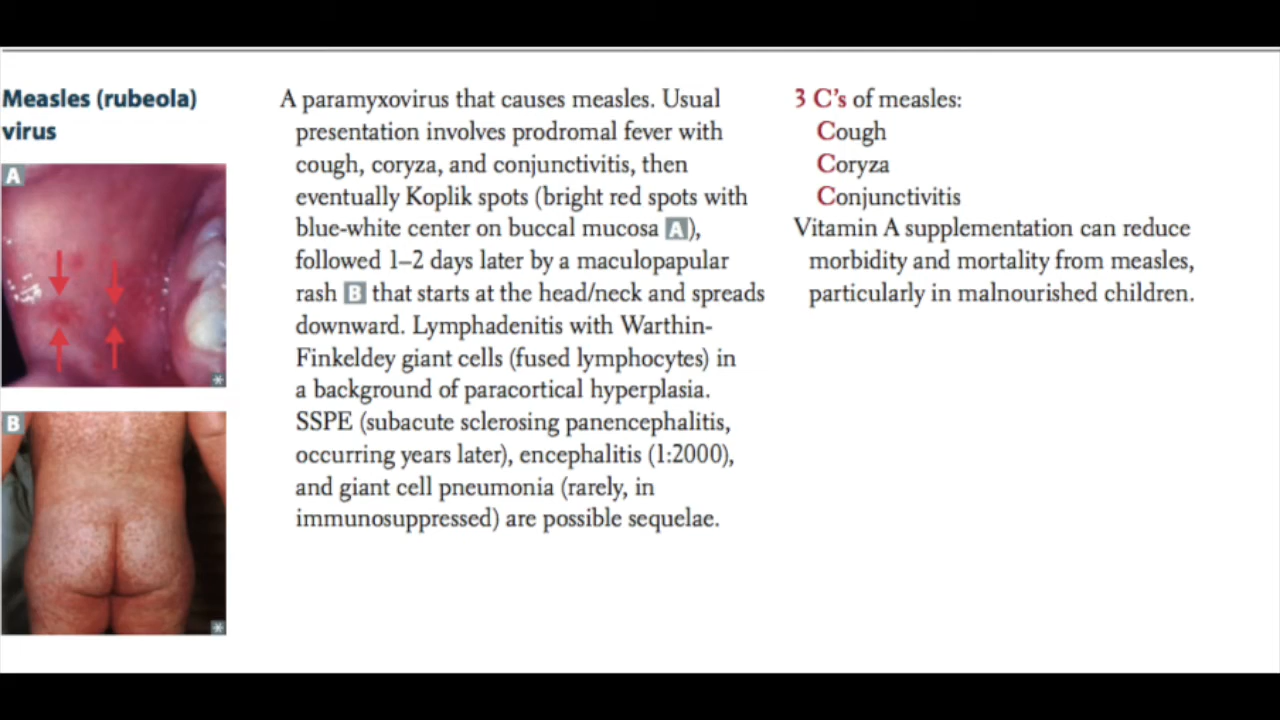 Measles (rubeola)
virus
A
B
A paramyxovirus that causes measles. Usual
presentation involves prodromal fever with
cough, coryza, and conjunctivitis, then
eventually Koplik spots (bright red spots with
blue-white center on buccal mucosa A),
followed 1–2 days later by a maculopapular
rash B that starts at the head/neck and spreads
downward. Lymphadenitis with Warthin-
Finkeldey giant cells (fused lymphocytes) in
a background of paracortical hyperplasia.
SSPE (subacute sclerosing panencephalitis,
occurring years later), encephalitis (1:2000),
and giant cell pneumonia (rarely, in
immunosuppressed) are possible sequelae.
3 C’s of measles:
Cough
Coryza
Conjunctivitis
Vitamin A supplementation can reduce
morbidity and mortality from measles,
particularly in malnourished children.